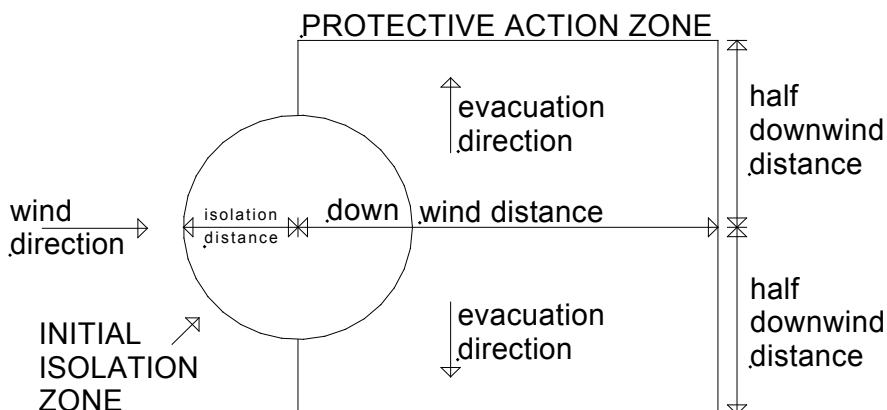 PROTECTIVE ACTION ZONE
evacuation
direction
half
downwind
distance
wind
direction
isolation
distance
down wind distance
INITIAL
ISOLATION
ZONE
evacuation
direction
half
downwind
distance